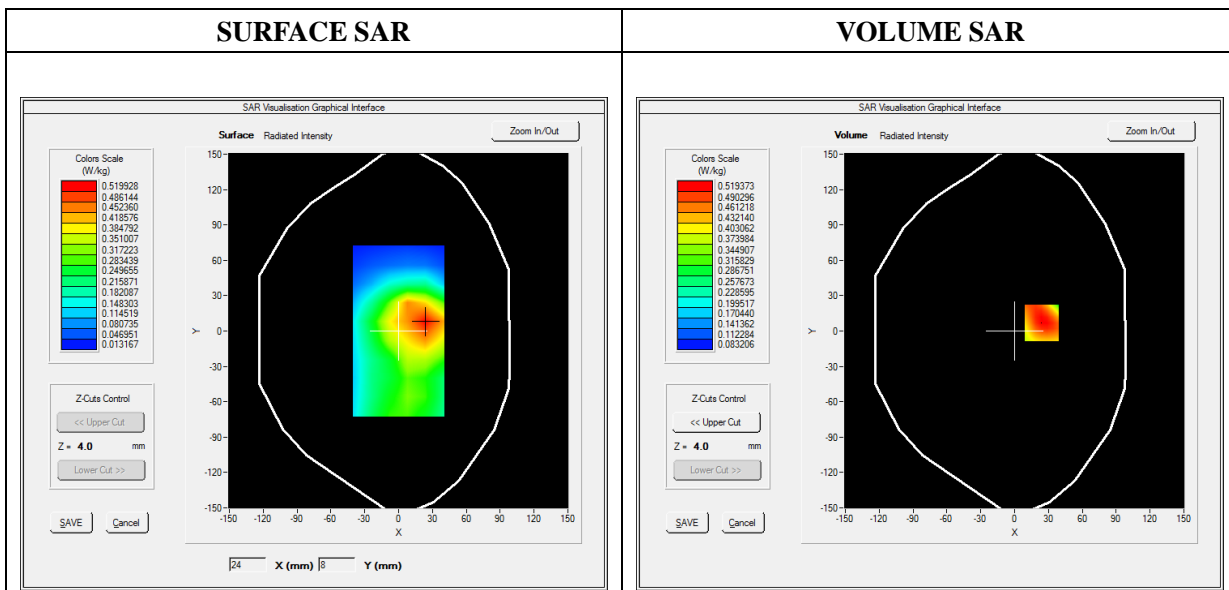 SURFACE SAR
VOLUME SAR
SAR Visualisation Graphical Interface
Surface Radiated Intensity
Zoom In/Out
Colors Scale
(W/kg)
0.519928
0.486144
0.452360
0.418576
0.384792
0.351007
0.317223
0.283439
0.249655
0.215871
0.182087
0.148303
0.114519
0.080735
0.046951
0.013167
Z-Cuts Control
<< Upper Cut
Z = 4.0 mm
Lower Cut >>
SAVE Cancel
150
120
90
60
30
0
-30
-60
-90
-120
-150
Y
-150 -120 -90 -60 -30 0 30 60 90 120 150
X
24 X (mm) 8 Y (mm)
SAR Visualisation Graphical Interface
Volume Radiated Intensity
Zoom In/Out
Colors Scale
(W/kg)
0.519373
0.490296
0.461218
0.432140
0.403062
0.373984
0.344907
0.315829
0.286751
0.257673
0.228595
0.199517
0.170440
0.141362
0.112284
0.083206
Z-Cuts Control
<< Upper Cut
Z = 4.0 mm
Lower Cut >>
SAVE Cancel
150
120
90
60
30
0
-30
-60
-90
-120
-150
Y
-150 -120 -90 -60 -30 0 30 60 90 120 150
X